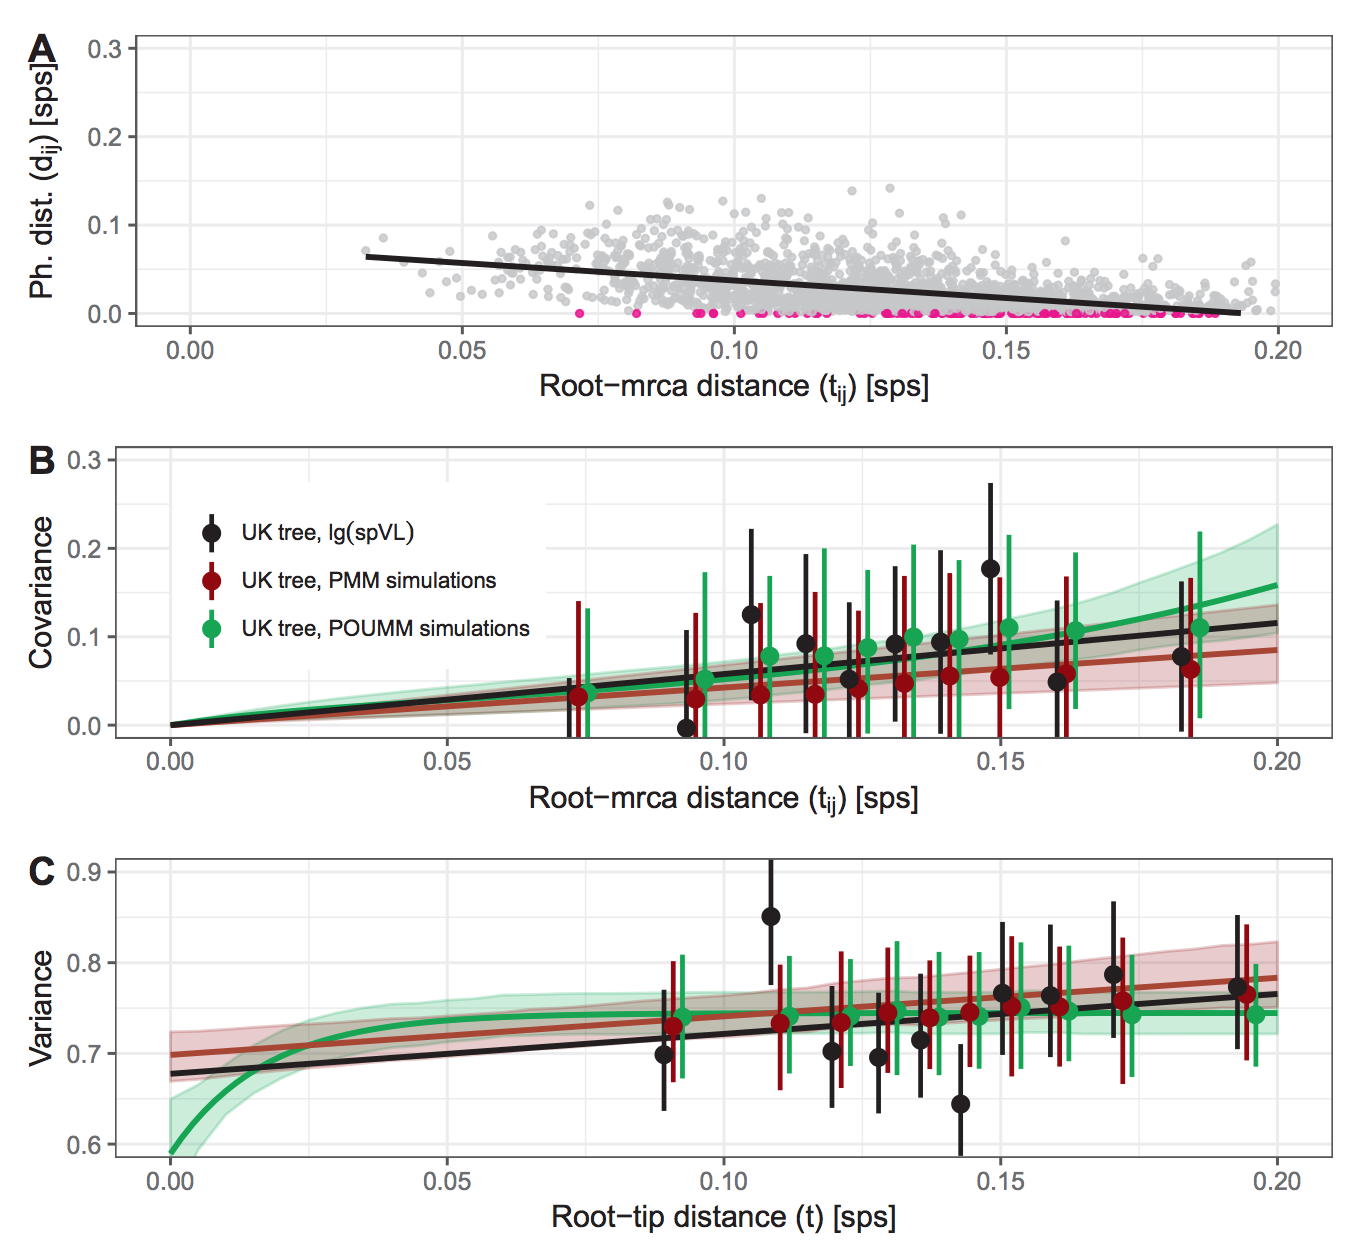 A
Ph. dist. (dij) [sps]
0.3
0.2
0.1
0.0
0.00 0.05 0.10 0.15 0.20
Root−mrca distance (tij) [sps]
B
Covariance
0.3
0.2
0.1
0.0
UK tree, lg(spVL)
UK tree, PMM simulations
UK tree, POUMM simulations
0.00 0.05 0.10 0.15 0.20
Root−mrca distance (tij) [sps]
C
Variance
0.9
0.8
0.7
0.6
0.00 0.05 0.10 0.15 0.20
Root−tip distance (t) [sps]